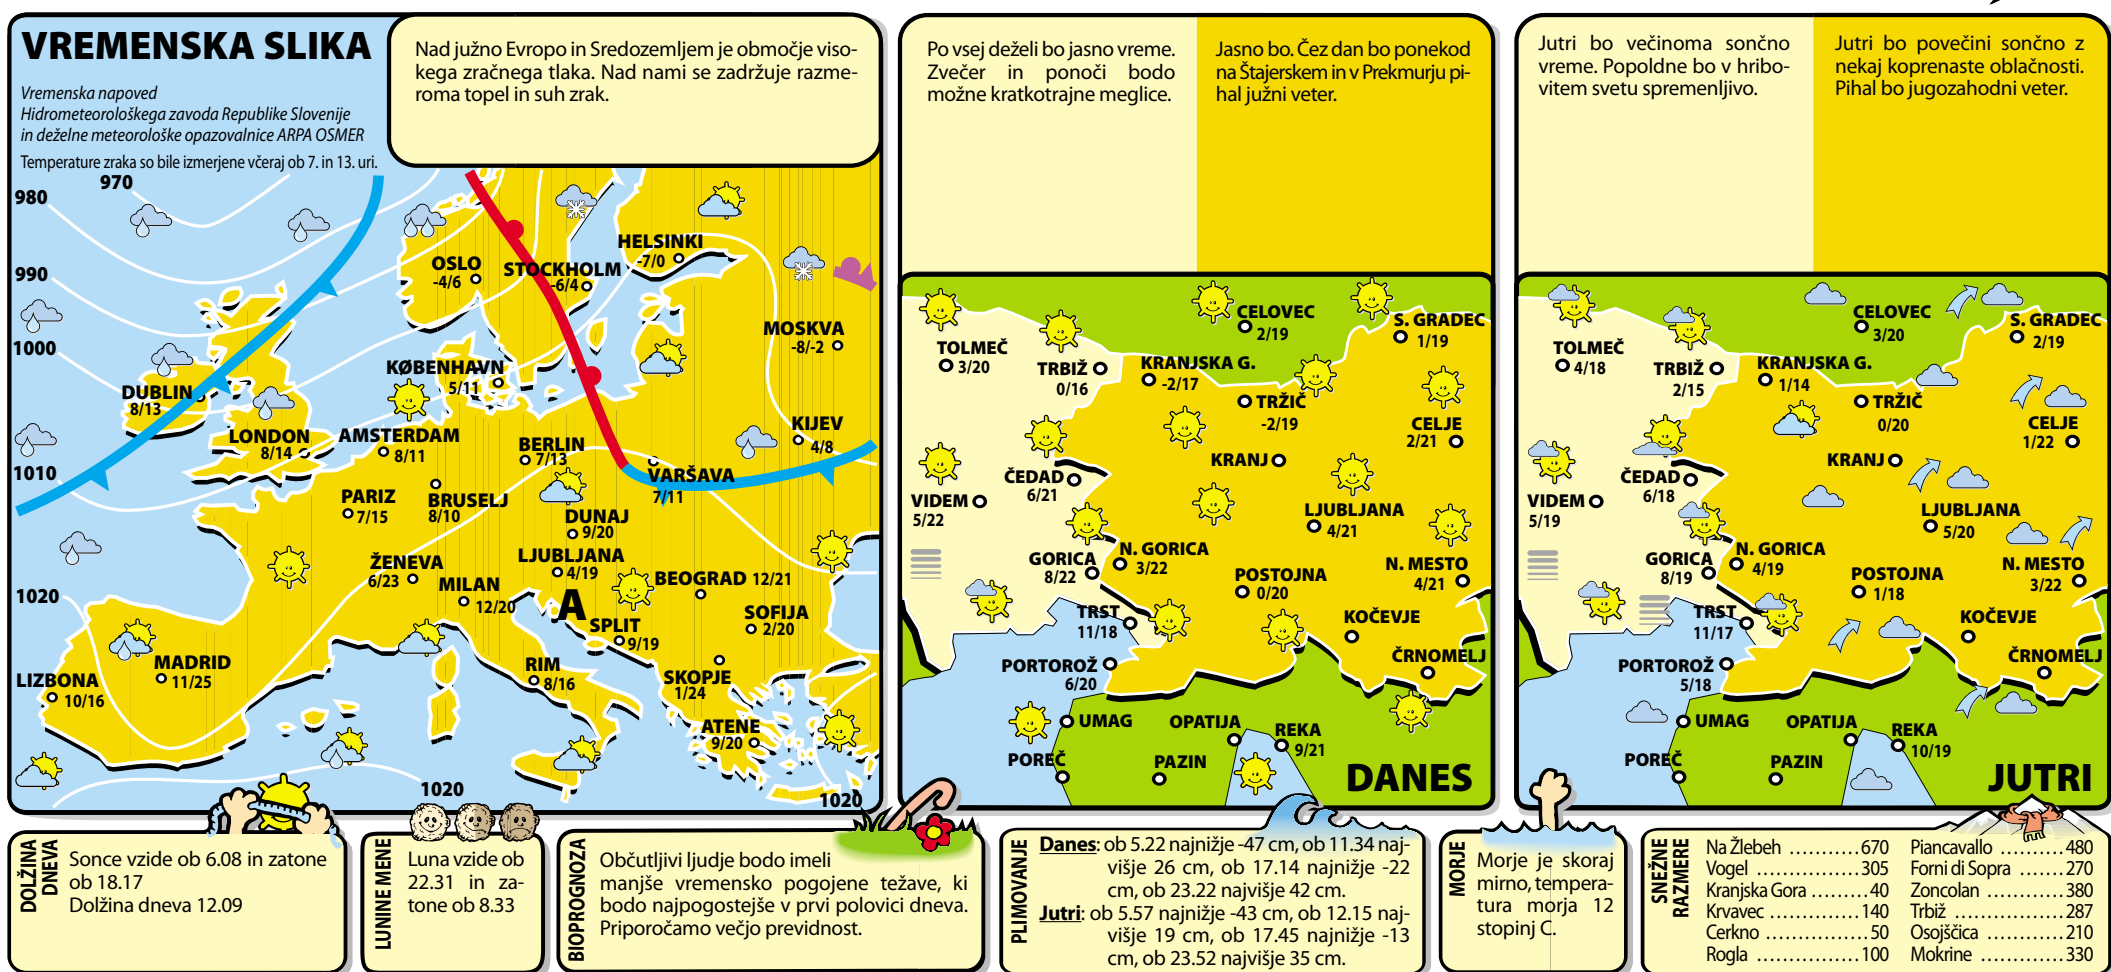 VREMENSKA SLIKA
Vremenska napoved
Hidrometeorološkega zavoda Republike Slovenije
in deželne meteorološke opazovalnice ARPA OSMER
Temperature zraka so bile izmerjene včeraj ob 7. in 13. uri.
Nad južno Evropo in Sredozemljem je območje viso-
kega zračnega tlaka. Nad nami se zadržuje razme-
roma topel in suh zrak.
970
980
990
1000
1010
1020
1020
1020
HELSINKI
-7/0
OSLO
-4/6
STOCKHOLM
-6/4
MOSKVA
-8/-2
KØBENHAVN
5/11
DUBLIN
8/13
LONDON
8/14
AMSTERDAM
8/11
BERLIN
7/13
KIJEV
4/8
VARŠAVA
7/11
PARIZ
7/15
BRUSELJ
8/10
DUNAJ
9/20
ŽENEVA
6/23
MILAN
12/20
LJUBLJANA
4/19
BEOGRAD 12/21
A
SPLIT
9/19
SOFIJA
2/20
MADRID
11/25
LIZBONA
10/16
RIM
8/16
SKOPJE
1/24
ATENE
9/20
Po vsej deželi bo jasno vreme.
Zvečer in ponoči bodo
možne kratkotrajne meglice.
Jasno bo. Čez dan bo ponekod
na Štajerskem in v Prekmurju pi-
hal južni veter.
CELOVEC
2/19
S. GRADEC
1/19
TOLMEČ
3/20
TRBIŽ
0/16
KRANJSKA G.
-2/17
TRŽIČ
-2/19
CELJE
2/21
KRANJ
ČEDAD
6/21
VIDEM
5/22
LJUBLJANA
4/21
GORICA
8/22
N. GORICA
3/22
POSTOJNA
0/20
N. MESTO
4/21
TRST
11/18
KOČEVJE
PORTOROŽ
6/20
ČRNOMELJ
UMAG
OPATIJA
REKA
9/21
POREČ
PAZIN
DANES
Jutri bo večinoma sončno
vreme. Popoldne bo v hribo-
vitem svetu spremenljivo.
Jutri bo povečini sončno z
nekaj koprenaste oblačnosti.
Pihal bo jugozahodni veter.
CELOVEC
3/20
S. GRADEC
2/19
TOLMEČ
4/18
TRBIŽ
2/15
KRANJSKA G.
1/14
TRŽIČ
0/20
CELJE
1/22
KRANJ
ČEDAD
6/18
VIDEM
5/19
LJUBLJANA
5/20
GORICA
8/19
N. GORICA
4/19
POSTOJNA
1/18
N. MESTO
3/22
TRST
11/17
KOČEVJE
PORTOROŽ
5/18
ČRNOMELJ
UMAG
OPATIJA
REKA
10/19
POREČ
PAZIN
JUTRI
DOLŽINA
DNEVA
Sonce vzide ob 6.08 in zatone
ob 18.17
Dolžina dneva 12.09
LUNINE MENE
Luna vzide ob
22.31 in za-
tone ob 8.33
BIOPROGNOZA
Občutljivi ljudje bodo imeli
manjše vremensko pogojene težave, ki
bodo najpogostejše v prvi polovici dneva.
Priporočamo večjo previdnost.
PLIMOVANJE
Danes: ob 5.22 najnižje -47 cm, ob 11.34 naj-
višje 26 cm, ob 17.14 najnižje -22
cm, ob 23.22 najvišje 42 cm.
Jutri: ob 5.57 najnižje -43 cm, ob 12.15 naj-
višje 19 cm, ob 17.45 najnižje -13
cm, ob 23.52 najvišje 35 cm.
MORJE
Morje je skoraj
mirno, tempera-
tura morja 12
stopinj C.
SNEŽNE
RAZMERE
Na Žlebeh ...........670
Vogel ...................305
Kranjska Gora ......40
Krvavec ..............140
Cerkno ................50
Rogla .................100
Piancavallo ..........480
Forni di Sopra ......270
Zoncolan .............380
Trbiž ...................287
Osojščica ............210
Mokrine ..............330